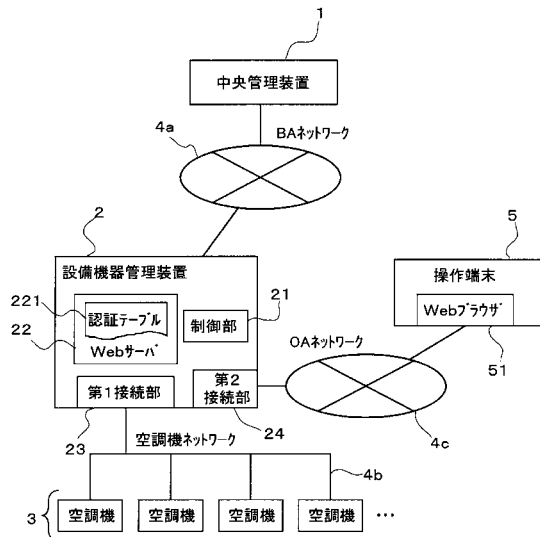 1
中央管理装置
4a
BAネットワーク
2
設備機器管理装置
221
認証テーブル
22
Webサーバ
21
制御部
5
操作端末
Webブラウザ
51
OAネットワーク
4c
第1接続部
第2
接続部
23
24
空調機ネットワーク
4b
3
空調機
空調機
空調機
空調機
…